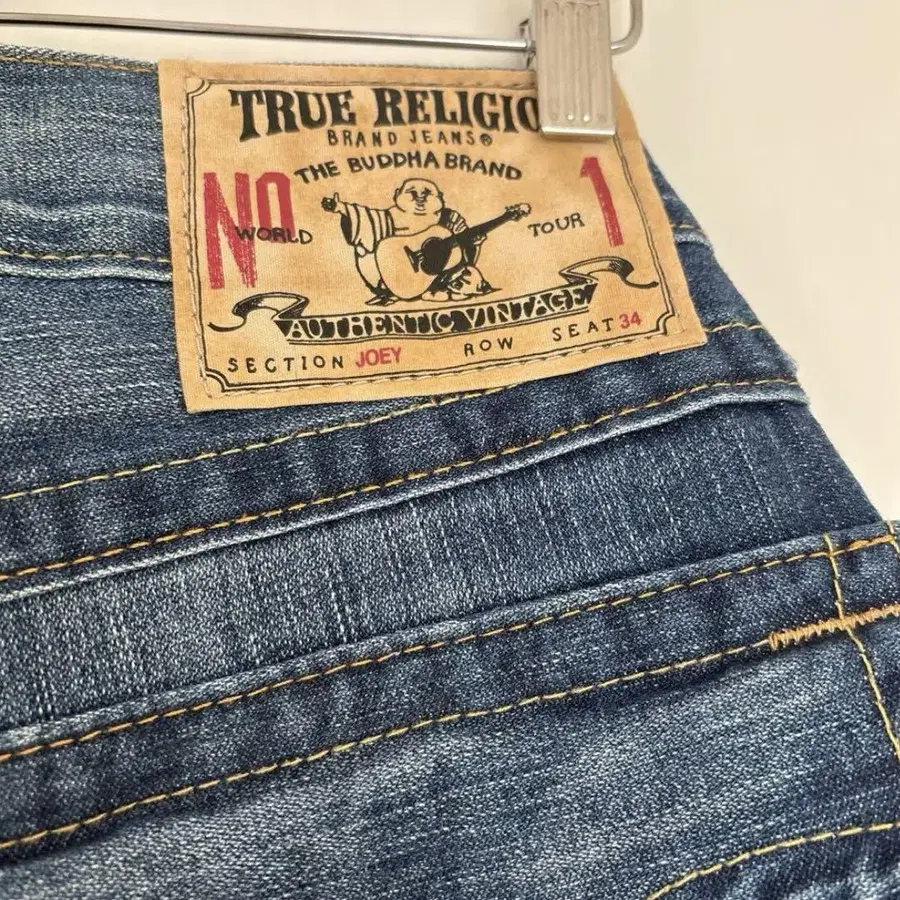 TRUE RELIGIO
BRAND JEANS®
THE BUDDHA BRAND
NO 1
WORLD TOUR
AUTHENTIC VINTAGE
SECTION JOEY ROW SEAT 34